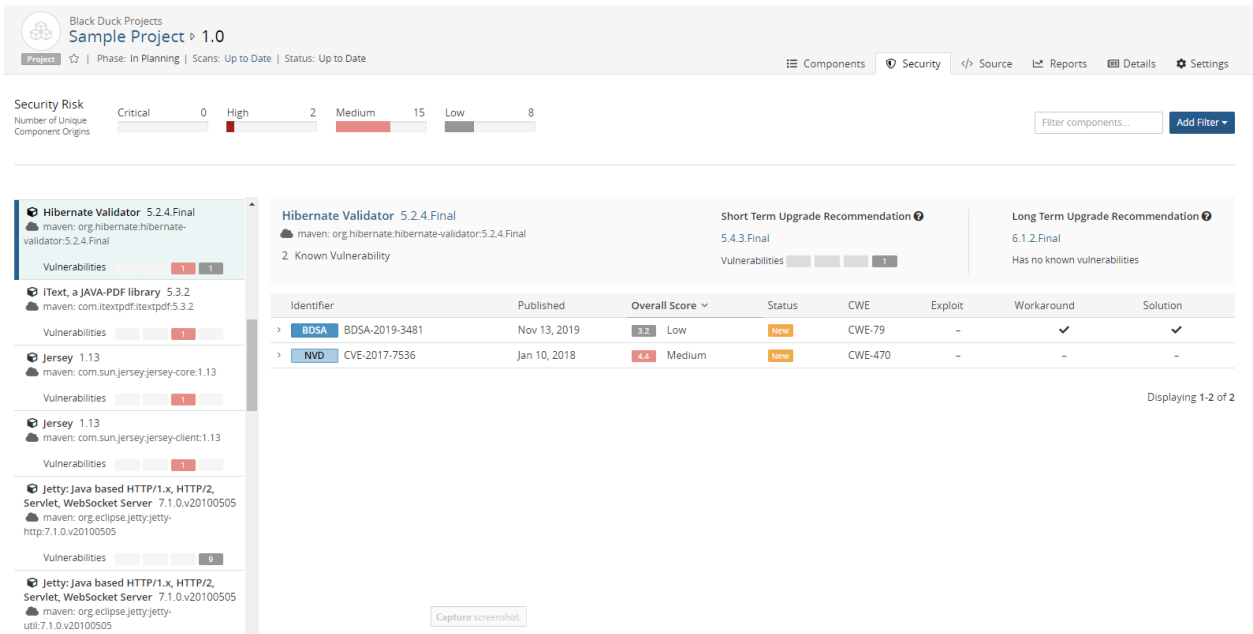 Black Duck Projects
Sample Project 1.0
Project | Phase: In Planning | Scans: Up to Date | Status: Up to Date
Components Security </> Source Reports Details Settings
Security Risk
Number of Unique
Component Origins
Critical 0 High 2 Medium 15 Low 8
Filter components... Add Filter
Hibernate Validator 5.2.4.Final
maven: org.hibernate:hibernate-
validator:5.2.4.Final
Vulnerabilities 1 1
iText, a JAVA-PDF library 5.3.2
maven: com.itextpdf:itextpdf:5.3.2
Vulnerabilities 1
Jersey 1.13
maven: com.sun.jersey:jersey-core:1.13
Vulnerabilities 1
Jersey 1.13
maven: com.sun.jersey:jersey-client:1.13
Vulnerabilities 1
Jetty: Java based HTTP/1.x, HTTP/2,
Servlet, WebSocket Server 7.1.0.v20100505
maven: org.eclipse.jetty:jetty-
http:7.1.0.v20100505
Vulnerabilities 9
Jetty: Java based HTTP/1.x, HTTP/2,
Servlet, WebSocket Server 7.1.0.v20100505
maven: org.eclipse.jetty:jetty-
util:7.1.0.v20100505
Hibernate Validator 5.2.4.Final
maven: org.hibernate:hibernate-validator:5.2.4.Final
2 Known Vulnerability
Short Term Upgrade Recommendation
5.4.3.Final
Vulnerabilities 1
Long Term Upgrade Recommendation
6.1.2.Final
Has no known vulnerabilities
Identifier Published Overall Score Status CWE Exploit Workaround Solution
BDSA BDSA-2019-3481 Nov 13, 2019 3.2 Low New CWE-79 – ✔ ✔
NVD CVE-2017-7536 Jan 10, 2018 4.4 Medium New CWE-470 – – –
Displaying 1-2 of 2
Capture screenshot.